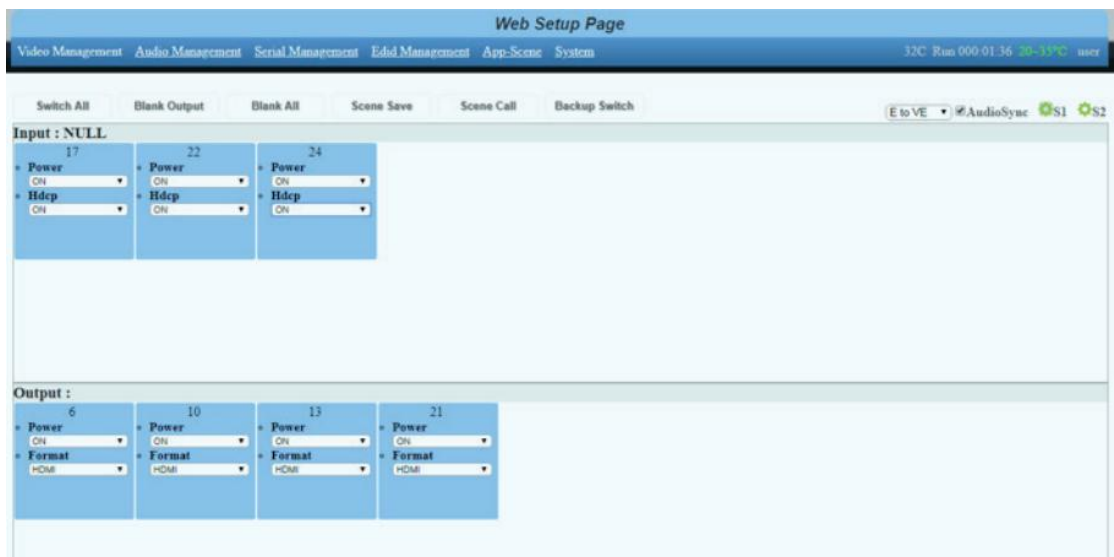 Web Setup Page
Video Management Audio Management Serial Management Edid Management App-Scene System 32C Run 000:01:36 20~35°C user
Switch All Blank Output Blank All Scene Save Scene Call Backup Switch E to VE AudioSync S1 S2
Input : NULL
17 22 24
Power Power Power
ON ON ON
Hdcp Hdcp Hdcp
ON ON ON
Output :
6 10 13 21
Power Power Power Power
ON ON ON ON
Format Format Format Format
HDMI HDMI HDMI HDMI